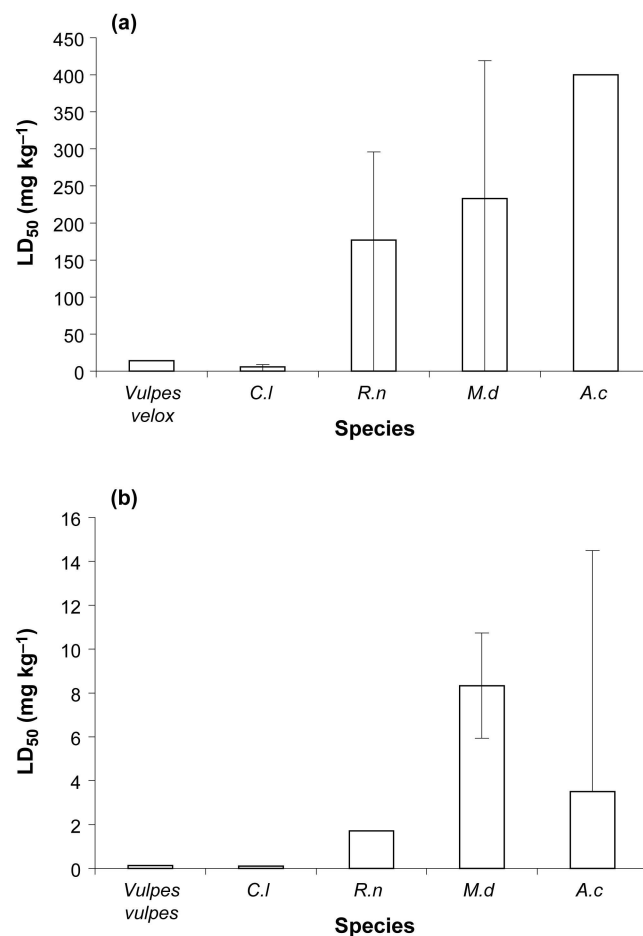 (a)
LD₅₀ (mg kg⁻¹)
450
400
350
300
250
200
150
100
50
0
Vulpes velox C.l R.n M.d A.c
Species
(b)
LD₅₀ (mg kg⁻¹)
16
14
12
10
8
6
4
2
0
Vulpes vulpes C.l R.n M.d A.c
Species